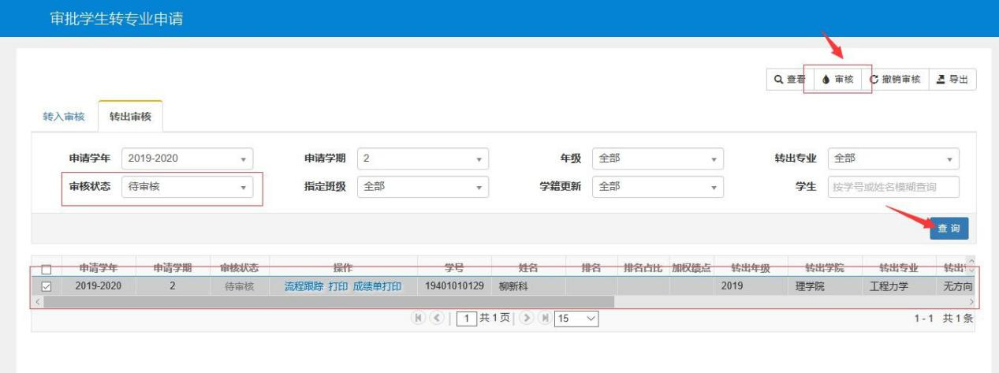 审批学生转专业申请
查看 审核 撤销审核 导出
转入审核 转出审核
申请学年 2019-2020 申请学期 2 年级 全部 转出专业 全部
审核状态 待审核 指定班级 全部 学籍更新 全部 学生 按学号或姓名模糊查询
查 询
申请学年 申请学期 审核状态 操作 学号 姓名 排名 排名占比 加权绩点 转出年级 转出学院 转出专业 转出
2019-2020 2 待审核 流程跟踪 打印 成绩单打印 19401010129 柳新科 2019 理学院 工程力学 无方向
1 共 1 页 15 1 - 1 共 1 条